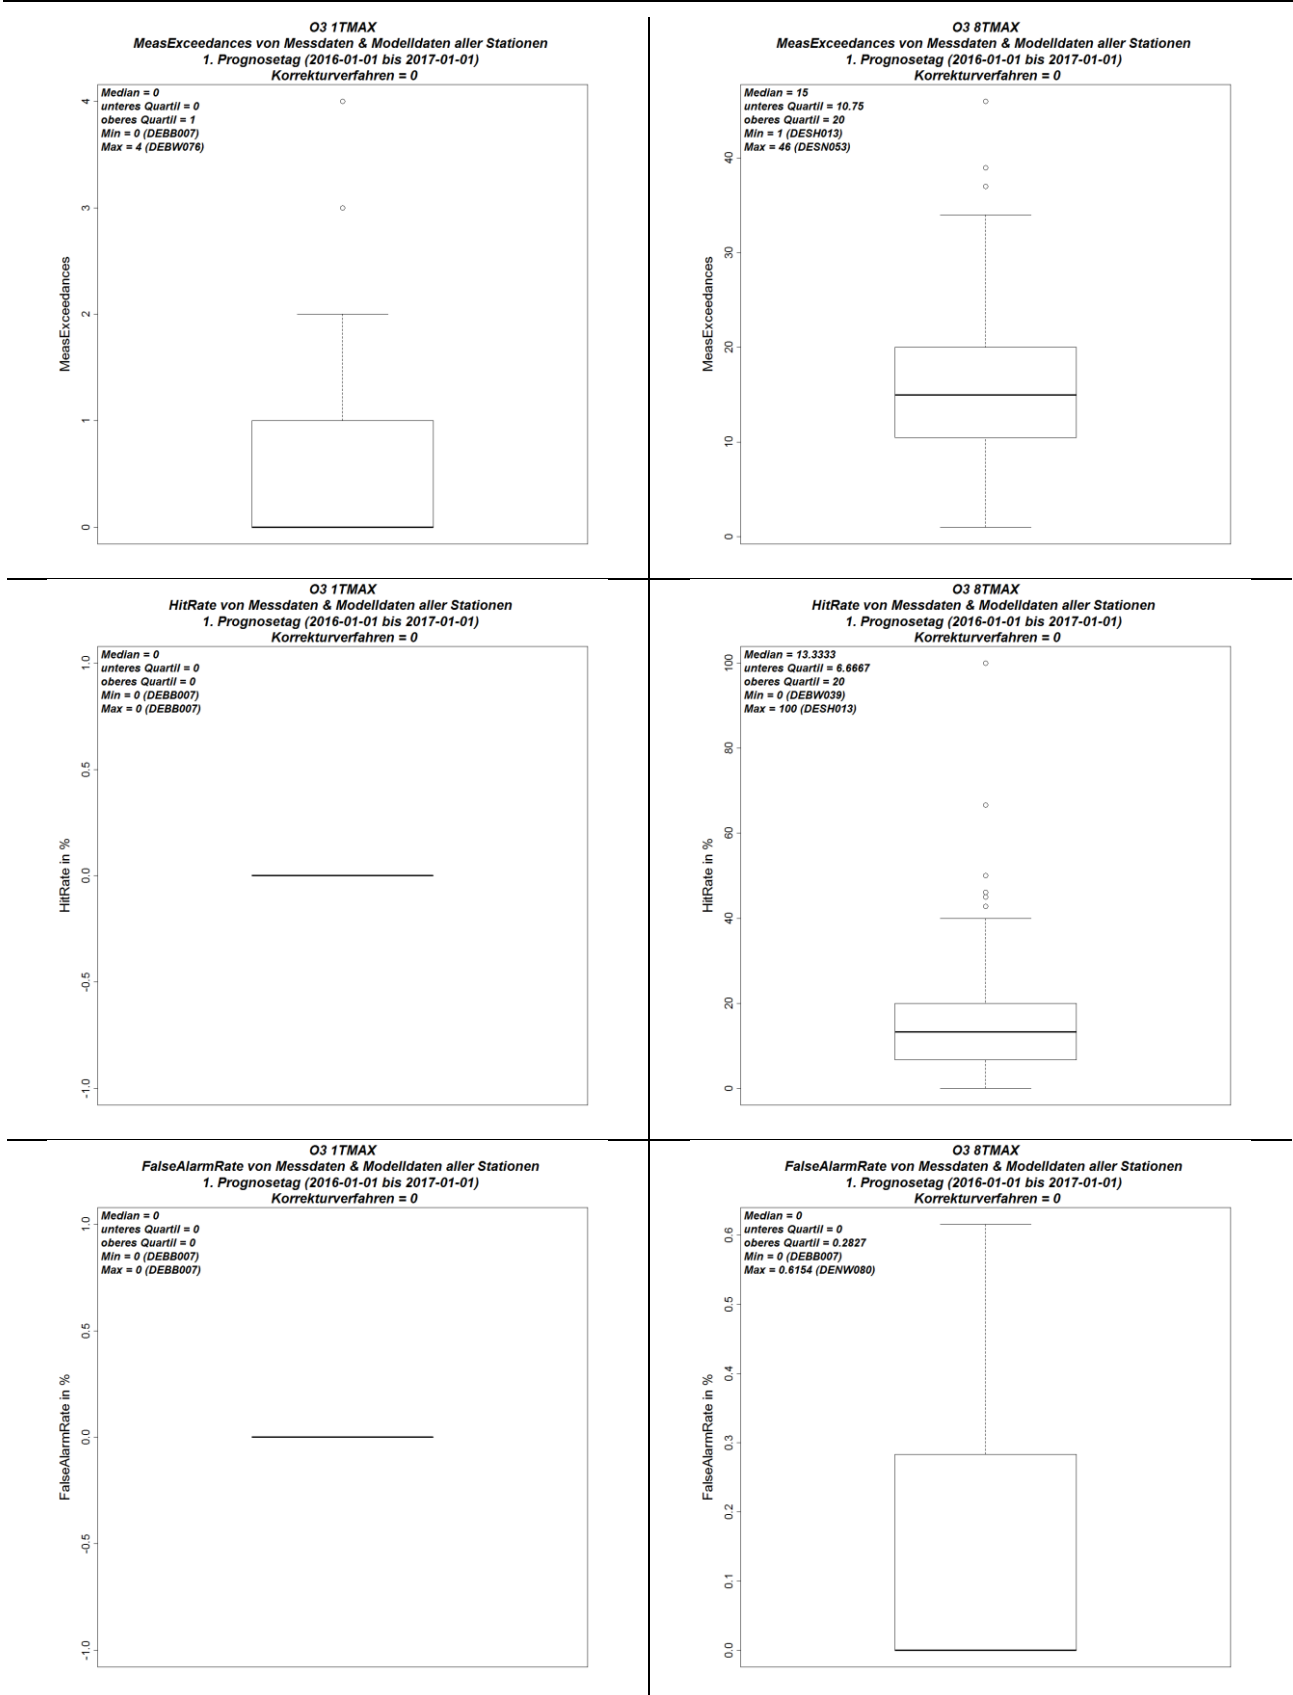 O3 1TMAX
MeasExceedances von Messdaten & Modelldaten aller Stationen
1. Prognosetag (2016-01-01 bis 2017-01-01)
Korrekturverfahren = 0
Median = 0
unteres Quartil = 0
oberes Quartil = 1
Min = 0 (DEBB007)
Max = 4 (DEBW076)
MeasExceedances
4
3
2
1
0
O3 8TMAX
MeasExceedances von Messdaten & Modelldaten aller Stationen
1. Prognosetag (2016-01-01 bis 2017-01-01)
Korrekturverfahren = 0
Median = 15
unteres Quartil = 10.75
oberes Quartil = 20
Min = 1 (DESH013)
Max = 46 (DESN053)
MeasExceedances
40
30
20
10
0
O3 1TMAX
HitRate von Messdaten & Modelldaten aller Stationen
1. Prognosetag (2016-01-01 bis 2017-01-01)
Korrekturverfahren = 0
Median = 0
unteres Quartil = 0
oberes Quartil = 0
Min = 0 (DEBB007)
Max = 0 (DEBB007)
HitRate in %
1.0
0.5
0.0
-0.5
-1.0
O3 8TMAX
HitRate von Messdaten & Modelldaten aller Stationen
1. Prognosetag (2016-01-01 bis 2017-01-01)
Korrekturverfahren = 0
Median = 13.3333
unteres Quartil = 6.6667
oberes Quartil = 20
Min = 0 (DEBW039)
Max = 100 (DESH013)
HitRate in %
100
80
60
40
20
0
O3 1TMAX
FalseAlarmRate von Messdaten & Modelldaten aller Stationen
1. Prognosetag (2016-01-01 bis 2017-01-01)
Korrekturverfahren = 0
Median = 0
unteres Quartil = 0
oberes Quartil = 0
Min = 0 (DEBB007)
Max = 0 (DEBB007)
FalseAlarmRate in %
1.0
0.5
0.0
-0.5
-1.0
O3 8TMAX
FalseAlarmRate von Messdaten & Modelldaten aller Stationen
1. Prognosetag (2016-01-01 bis 2017-01-01)
Korrekturverfahren = 0
Median = 0
unteres Quartil = 0
oberes Quartil = 0.2827
Min = 0 (DEBB007)
Max = 0.6154 (DENW080)
FalseAlarmRate in %
0.6
0.5
0.4
0.3
0.2
0.1
0.0